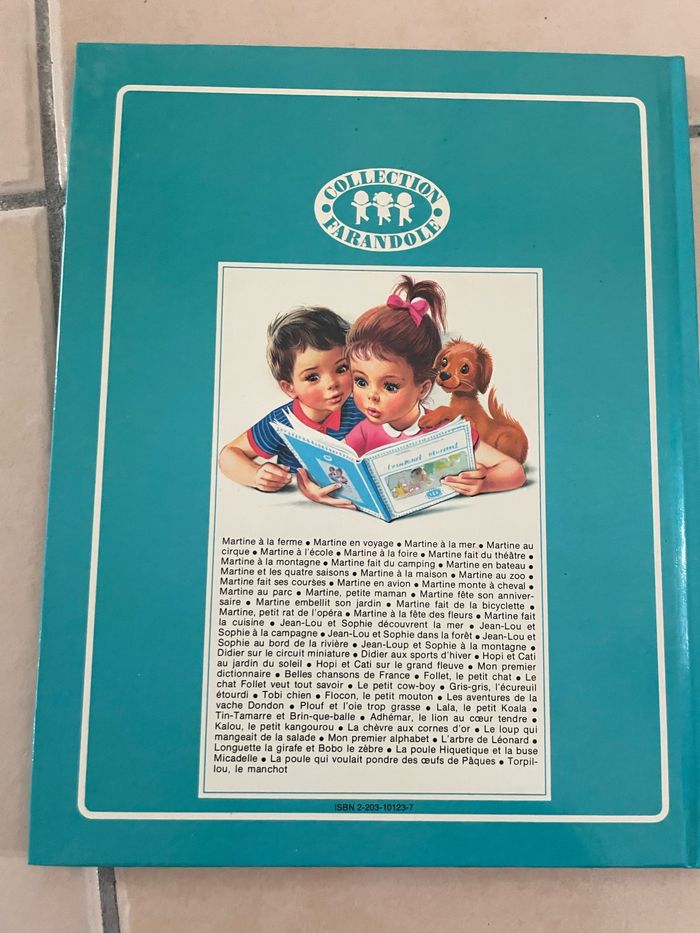 COLLECTION
FARANDOLE
Martine à la ferme • Martine en voyage • Martine à la mer • Martine au
cirque • Martine à l'école • Martine à la foire • Martine fait du théâtre •
Martine à la montagne • Martine fait du camping • Martine en bateau •
Martine et les quatre saisons • Martine à la maison • Martine au zoo •
Martine fait ses courses • Martine en avion • Martine monte à cheval •
Martine au parc • Martine, petite maman • Martine fête son anniver-
saire • Martine embellit son jardin • Martine fait de la bicyclette •
Martine, petit rat de l'opéra • Martine à la fête des fleurs • Martine fait
la cuisine • Jean-Lou et Sophie découvrent la mer • Jean-Lou et
Sophie à la campagne • Jean-Lou et Sophie dans la forêt • Jean-Lou et
Sophie au bord de la rivière • Jean-Loup et Sophie à la montagne •
Didier sur le circuit miniature • Didier aux sports d'hiver • Hopi et Cati
au jardin du soleil • Hopi et Cati sur le grand fleuve • Mon premier
dictionnaire • Belles chansons de France • Follet, le petit chat • Le
chat Follet veut tout savoir • Le petit cow-boy • Gris-gris, l'écureuil
étourdi • Tobi chien • Flocon, le petit mouton • Les aventures de la
vache Dondon • Plouf et l'oie trop grasse • Lala, le petit Koala •
Tin-Tamarre et Brin-que-balle • Adhémar, le lion au cœur tendre •
Kalou, le petit kangourou • La chèvre aux cornes d'or • Le loup qui
mangeait de la salade • Mon premier alphabet • L'arbre de Léonard •
Longuette la girafe et Bobo le zèbre • La poule Hiquetique et la buse
Micadelle • La poule qui voulait pondre des œufs de Pâques • Torpil-
lou, le manchot
ISBN 2-203-10123-7